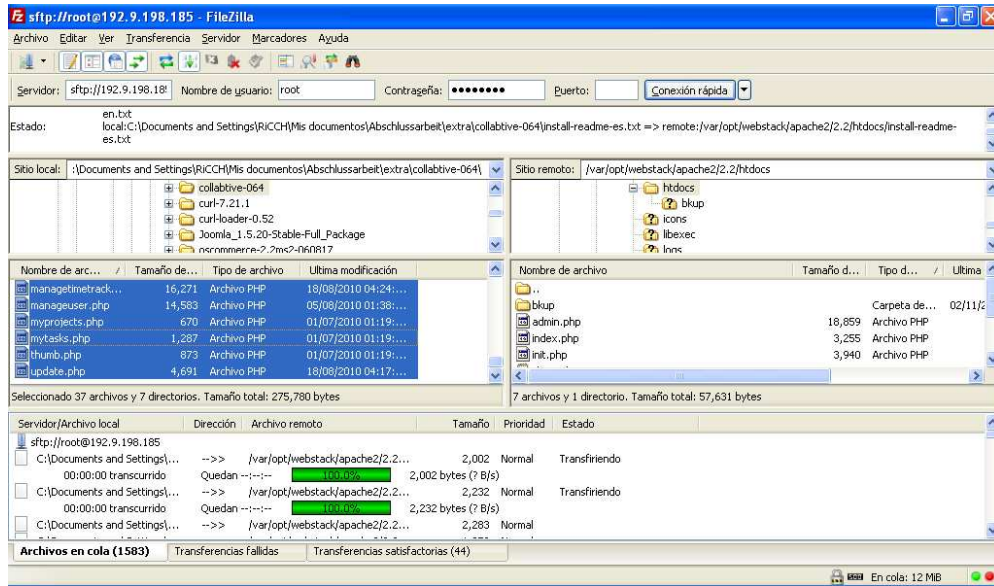 sftp://root@192.9.198.185 - FileZilla
Archivo Editar Ver Transferencia Servidor Marcadores Ayuda
Servidor: sftp://192.9.198.18 Nombre de usuario: root Contraseña: ●●●●●●●● Puerto: Conexión rápida
en.txt
Estado: local:C:\Documents and Settings\RiCCH\Mis documentos\Abschlussarbeit\extra\collabtive-064\install-readme-es.txt => remote:/var/opt/webstack/apache2/2.2/htdocs/install-readme-
es.txt
Sitio local: :\Documents and Settings\RiCCH\Mis documentos\Abschlussarbeit\extra\collabtive-064\
collabtive-064
curl-7.21.1
curl-loader-0.52
Joomla_1.5.20-Stable-Full_Package
oscommerce-2.2ms2-060817
Sitio remoto: /var/opt/webstack/apache2/2.2/htdocs
htdocs
bkup
icons
libexec
logs
Nombre de arc... / Tamaño de... Tipo de archivo Ultima modificación
managetimetrack... 16,271 Archivo PHP 18/08/2010 04:24:...
manageuser.php 14,583 Archivo PHP 05/08/2010 01:38:...
myprojects.php 670 Archivo PHP 01/07/2010 01:19:...
mytasks.php 1,287 Archivo PHP 01/07/2010 01:19:...
thumb.php 873 Archivo PHP 01/07/2010 01:19:...
update.php 4,691 Archivo PHP 18/08/2010 04:17:...
Seleccionado 37 archivos y 7 directorios. Tamaño total: 275,780 bytes
Nombre de archivo Tamaño d... Tipo d... / Ultima
..
bkup Carpeta de... 02/11/2
admin.php 18,859 Archivo PHP
index.php 3,255 Archivo PHP
init.php 3,940 Archivo PHP
7 archivos y 1 directorio. Tamaño total: 57,631 bytes
Servidor/Archivo local Dirección Archivo remoto Tamaño Prioridad Estado
sftp://root@192.9.198.185
C:\Documents and Settings\... -->> /var/opt/webstack/apache2/2.2... 2,002 Normal Transfiriendo
00:00:00 transcurrido Quedan --:--:-- 100.0% 2,002 bytes (? B/s)
C:\Documents and Settings\... -->> /var/opt/webstack/apache2/2.2... 2,232 Normal Transfiriendo
00:00:00 transcurrido Quedan --:--:-- 100.0% 2,232 bytes (? B/s)
C:\Documents and Settings\... -->> /var/opt/webstack/apache2/2.2... 2,283 Normal
Archivos en cola (1583) Transferencias fallidas Transferencias satisfactorias (44)
En cola: 12 MiB